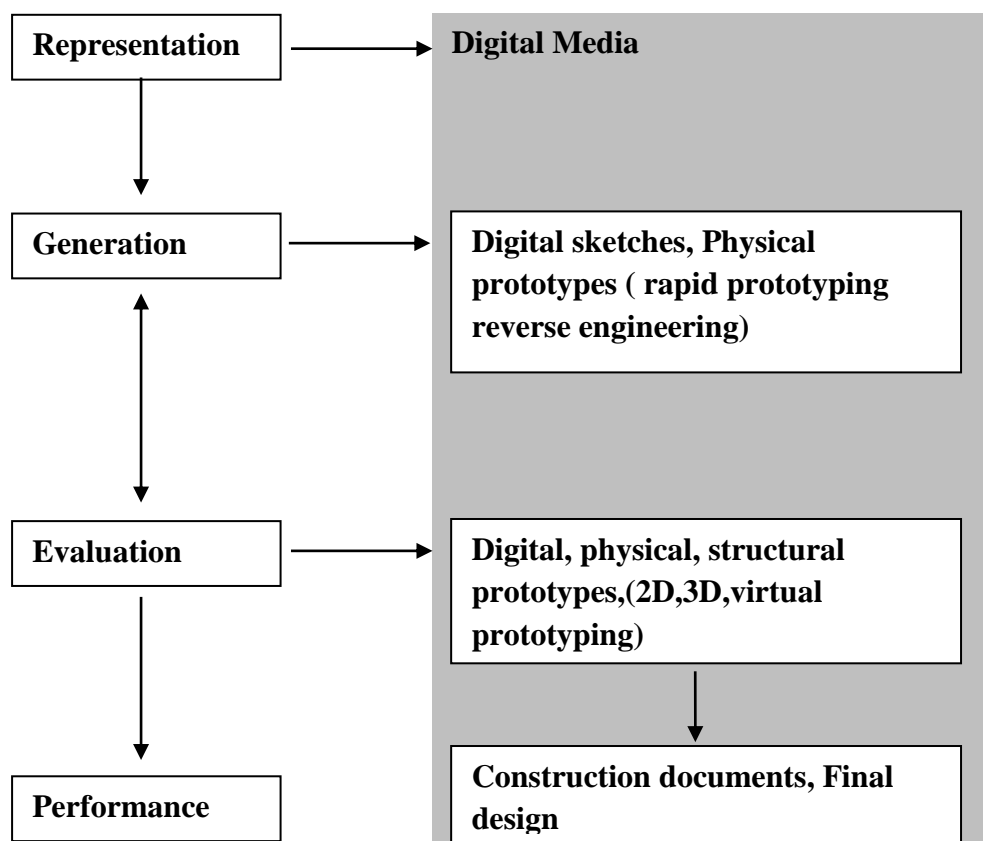 Representation
Digital Media
Generation
Digital sketches, Physical
prototypes ( rapid prototyping
reverse engineering)
Evaluation
Digital, physical, structural
prototypes,(2D,3D,virtual
prototyping)
Performance
Construction documents, Final
design